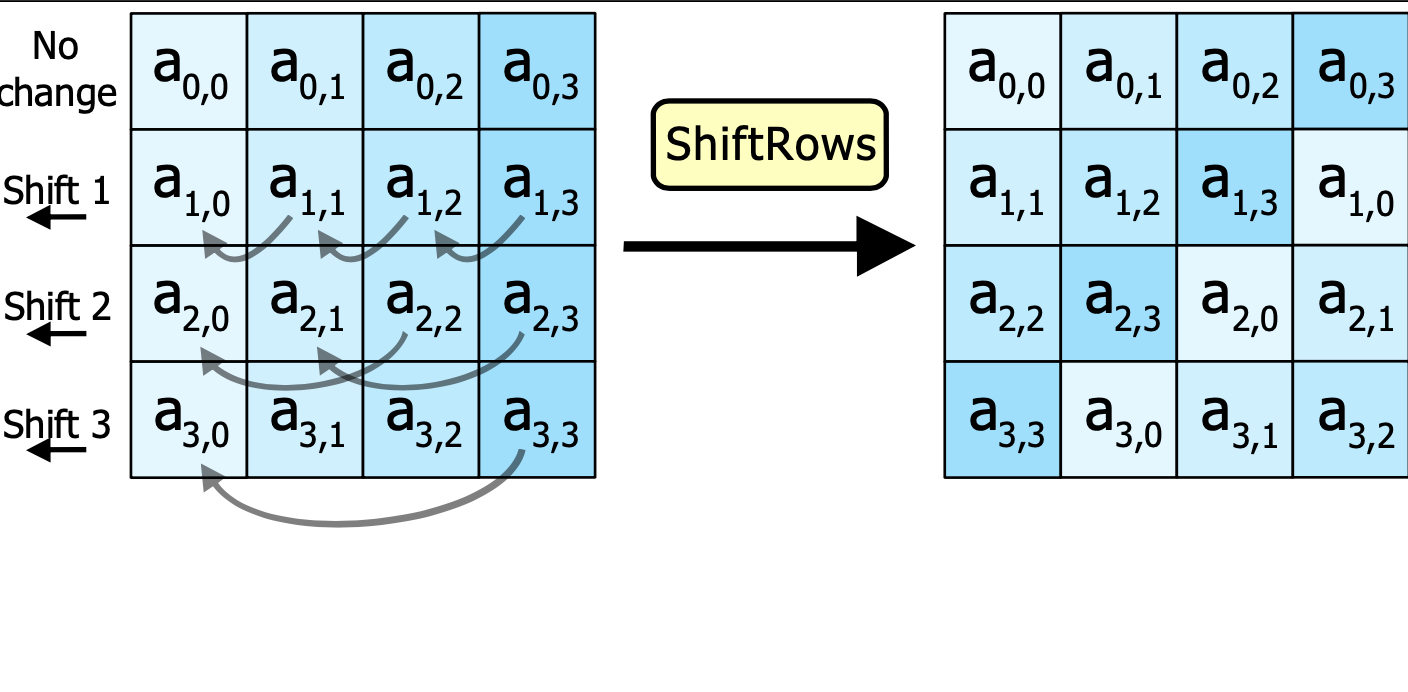 No
change
a0,0 a0,1 a0,2 a0,3
ShiftRows
a0,0 a0,1 a0,2 a0,3
Shift 1
a1,0 a1,1 a1,2 a1,3
a1,1 a1,2 a1,3 a1,0
Shift 2
a2,0 a2,1 a2,2 a2,3
a2,2 a2,3 a2,0 a2,1
Shift 3
a3,0 a3,1 a3,2 a3,3
a3,3 a3,0 a3,1 a3,2